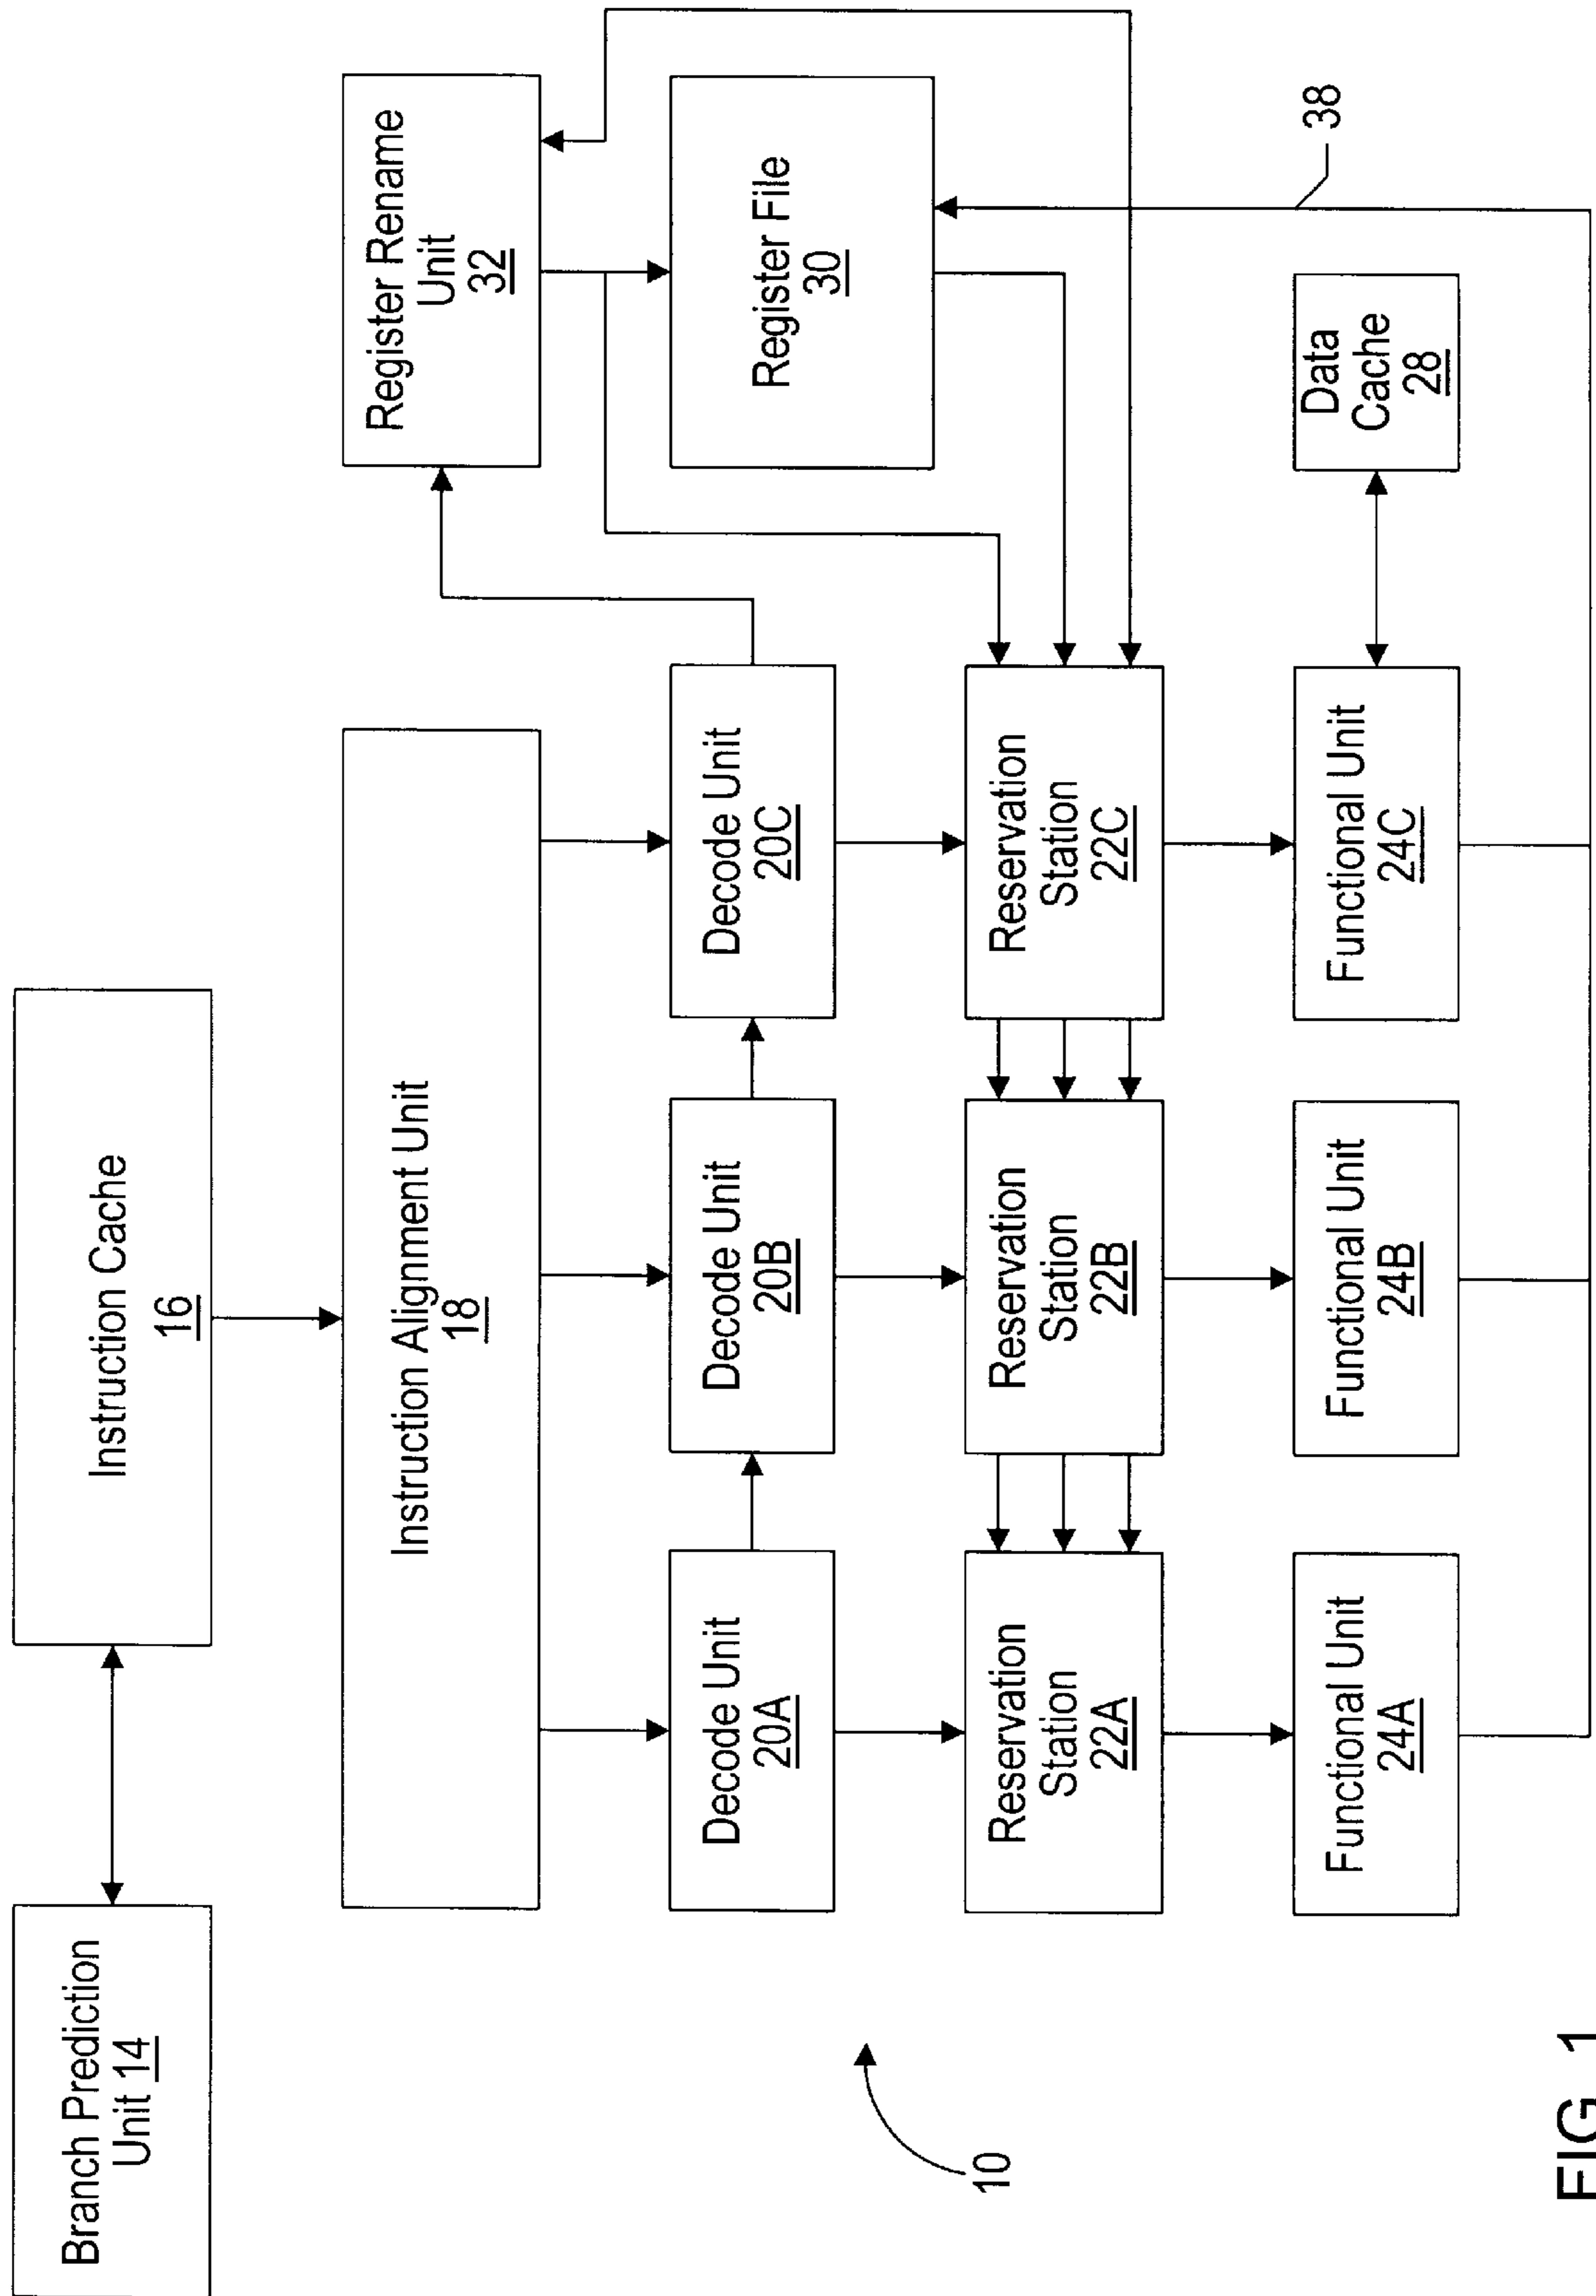 Branch Prediction
Unit 14
Instruction Cache
16
Instruction Alignment Unit
18
Register Rename
Unit
32
Decode Unit
20A
Decode Unit
20B
Decode Unit
20C
Register File
30
Reservation
Station
22A
Reservation
Station
22B
Reservation
Station
22C
Functional Unit
24A
Functional Unit
24B
Functional Unit
24C
Data
Cache
28
38
10
FIG. 1